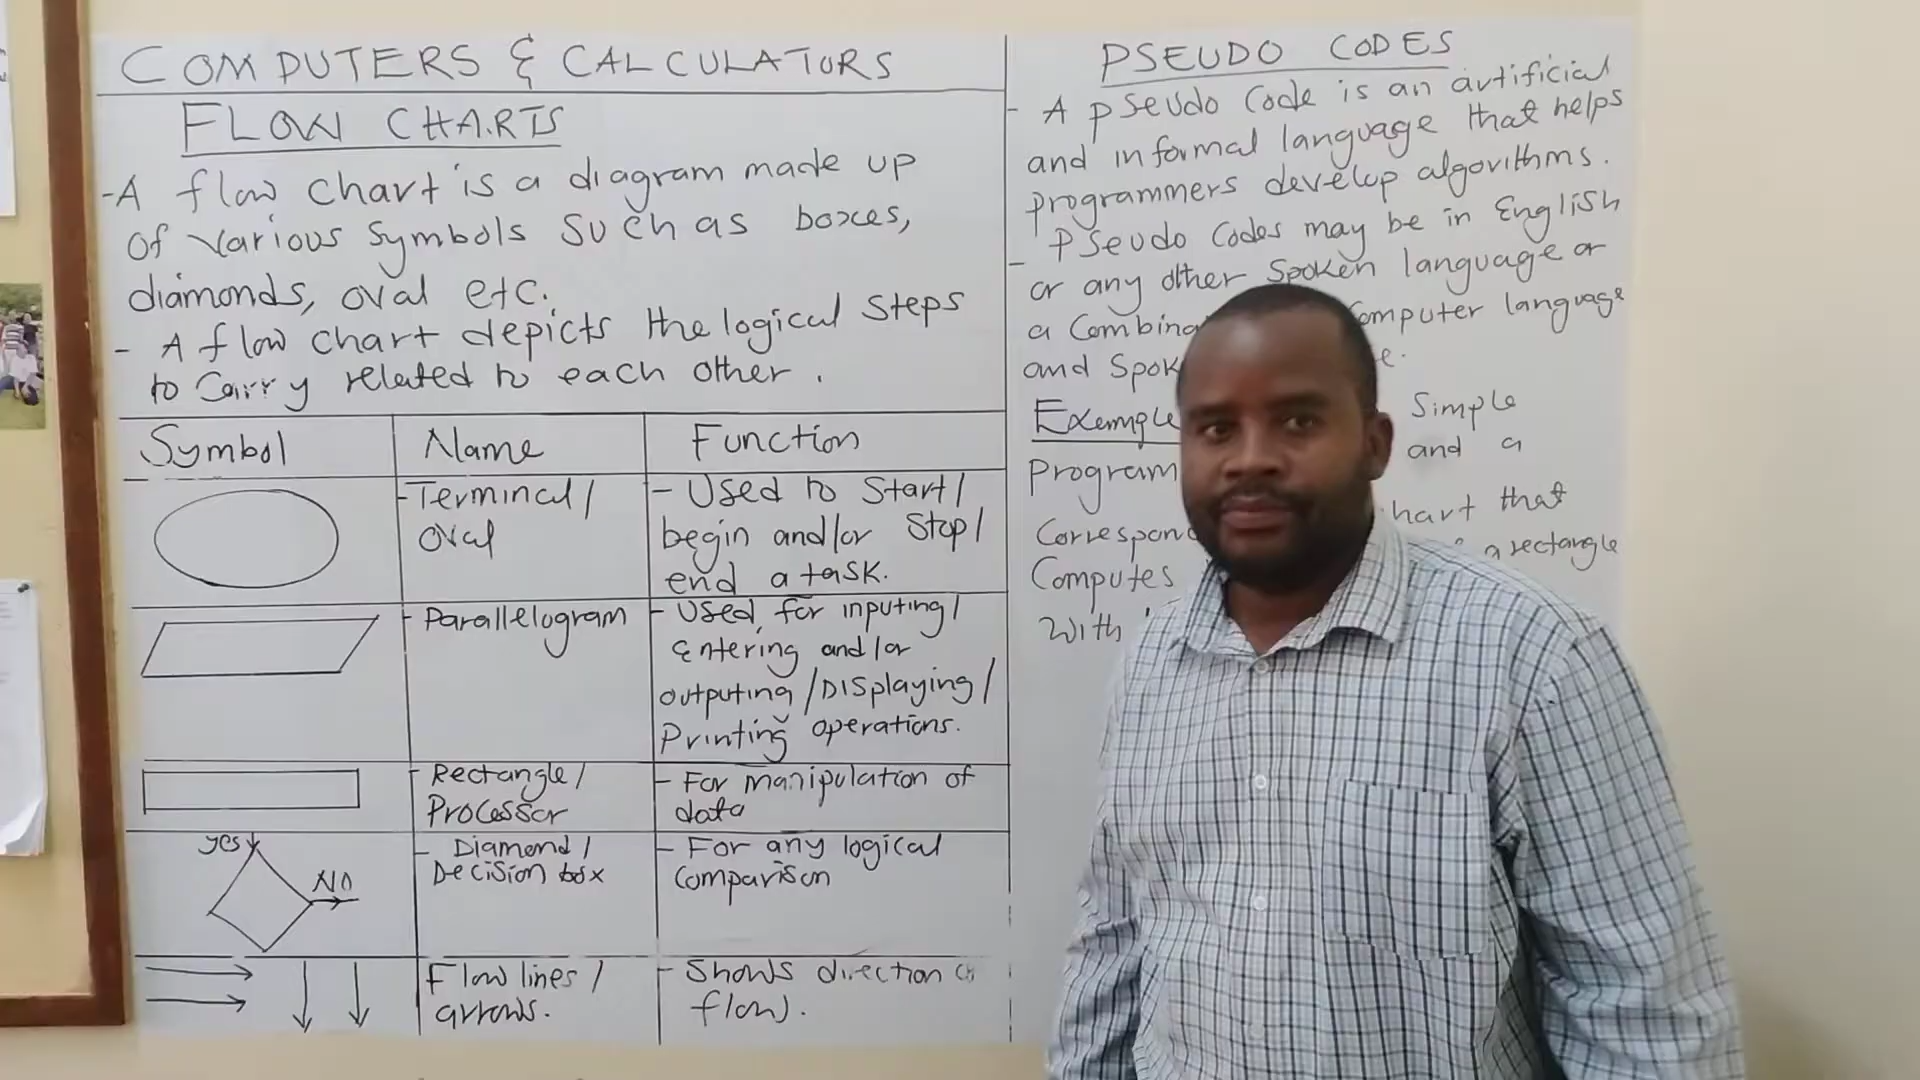 COMPUTERS & CALCULATORS
FLOW CHARTS
- A flow chart is a diagram made up
of various symbols such as boxes,
diamonds, oval etc.
- A flow chart depicts the logical steps
to carry related to each other.
Symbol Name Function
- Terminal/
Oval
- Used to start/
begin and/or stop/
end a task.
- Parallelogram
- Used for inputing/
entering and/or
outputing/Displaying/
Printing operations.
- Rectangle/
Processor
- For manipulation of
data
yes
NO
- Diamond/
Decision box
- For any logical
comparison
Flow lines/
arrows.
- Shows direction
flow.
PSEUDO CODES
- A pseudo code is an artificial
and informal language that helps
programmers develop algorithms.
- Pseudo codes may be in English
or any other spoken language or
a computer language
and
Example Simple
Program and a
chart that
a rectangle
Computes
With